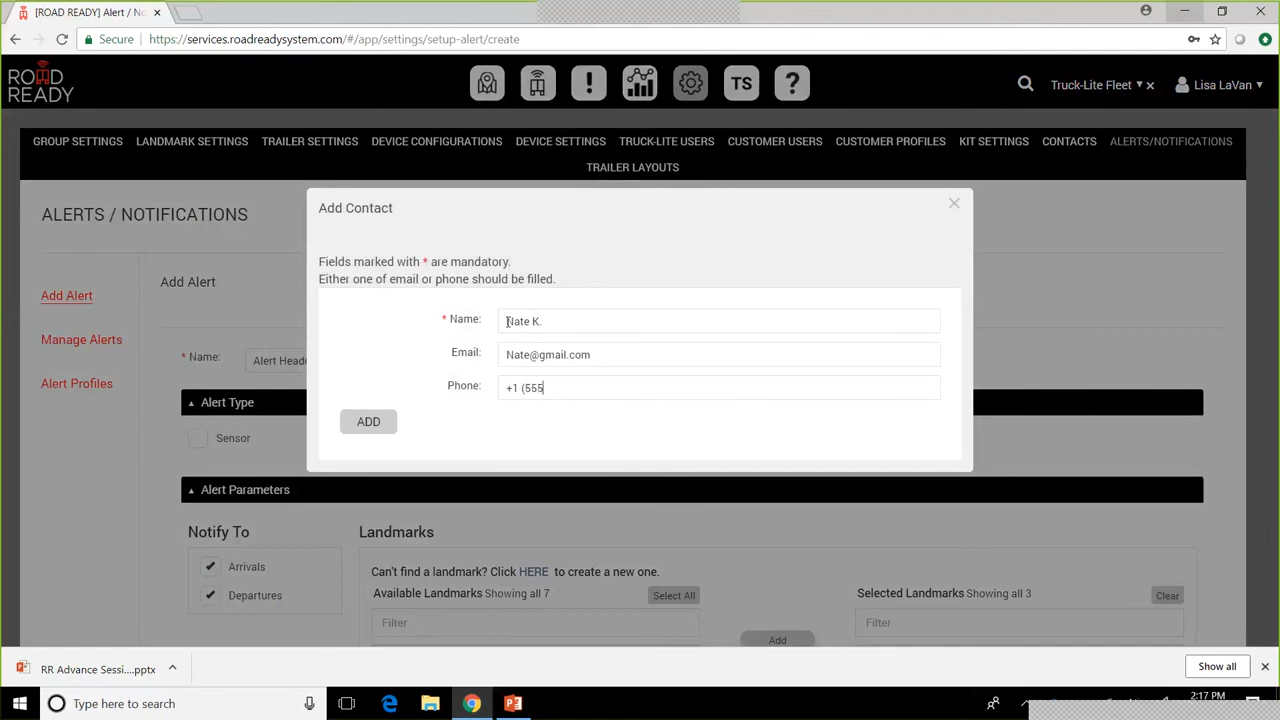 [ROAD READY] Alert / No
Secure https://services.roadreadysystem.com/#/app/settings/setup-alert/create
ROAD
READY
!
TS
?
Truck-Lite Fleet
Lisa LaVan
GROUP SETTINGS LANDMARK SETTINGS TRAILER SETTINGS DEVICE CONFIGURATIONS DEVICE SETTINGS TRUCK-LITE USERS CUSTOMER USERS CUSTOMER PROFILES KIT SETTINGS CONTACTS ALERTS/NOTIFICATIONS
TRAILER LAYOUTS
ALERTS / NOTIFICATIONS
Add Alert
Manage Alerts
Alert Profiles
Add Alert
* Name: Alert Head
Alert Type
Sensor
Alert Parameters
Notify To
Arrivals
Departures
Landmarks
Can't find a landmark? Click HERE to create a new one.
Available Landmarks Showing all 7 Select All
Filter
Add
Selected Landmarks Showing all 3 Clear
Filter
Add Contact
Fields marked with * are mandatory.
Either one of email or phone should be filled.
* Name: Nate K.
Email: Nate@gmail.com
Phone: +1 (555
ADD
RR Advance Sessi....pptx
Show all
Type here to search
2:17 PM